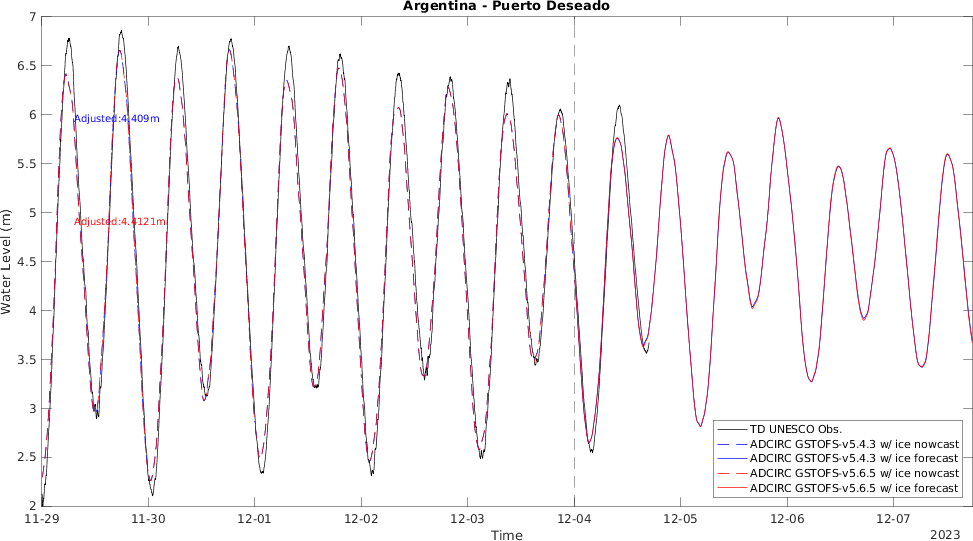 Argentina - Puerto Deseado
7
6.5
6
5.5
5
4.5
4
3.5
3
2.5
2
Water Level (m)
Adjusted:4.409m
Adjusted:4.4121m
TD UNESCO Obs.
ADCIRC GSTOFS-v5.4.3 w/ ice nowcast
ADCIRC GSTOFS-v5.4.3 w/ ice forecast
ADCIRC GSTOFS-v5.6.5 w/ ice nowcast
ADCIRC GSTOFS-v5.6.5 w/ ice forecast
11-29 11-30 12-01 12-02 12-03 12-04 12-05 12-06 12-07
Time
2023